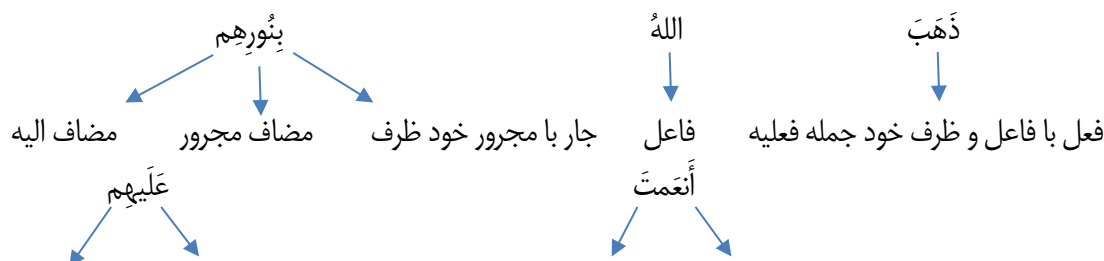 ذَهَبَ اللهُ بِنُورِهِم
فعل با فاعل و ظرف خود جمله فعلیه فاعل جار با مجرور خود ظرف مضاف مجرور مضاف الیه
أَنعَمتَ عَلَیهِم